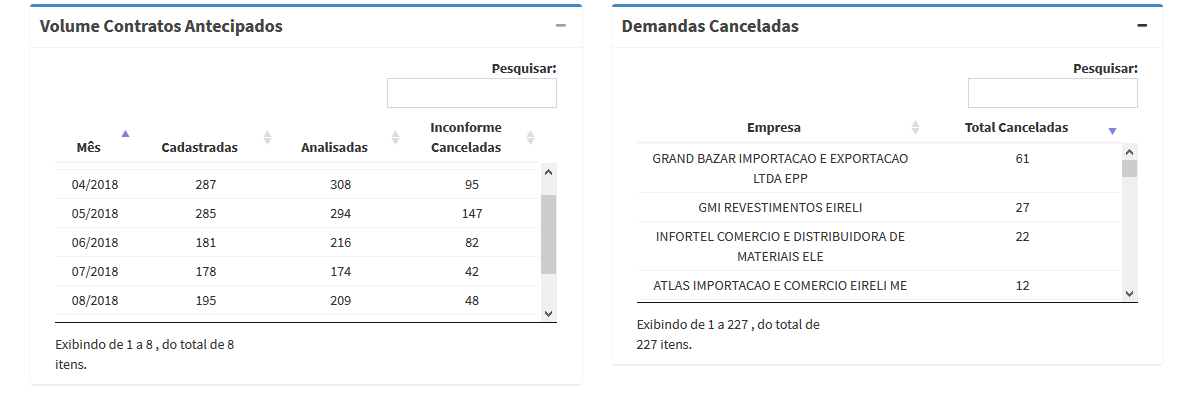 Volume Contratos Antecipados
Pesquisar:
Mês Cadastradas Analisadas Inconforme Canceladas
04/2018 287 308 95
05/2018 285 294 147
06/2018 181 216 82
07/2018 178 174 42
08/2018 195 209 48
Exibindo de 1 a 8 , do total de 8
itens.
Demandas Canceladas
Pesquisar:
Empresa Total Canceladas
GRAND BAZAR IMPORTACAO E EXPORTACAO 61
LTDA EPP
GMI REVESTIMENTOS EIRELI 27
INFORTEL COMERCIO E DISTRIBUIDORA DE 22
MATERIAIS ELE
ATLAS IMPORTACAO E COMERCIO EIRELI ME 12
Exibindo de 1 a 227 , do total de
227 itens.